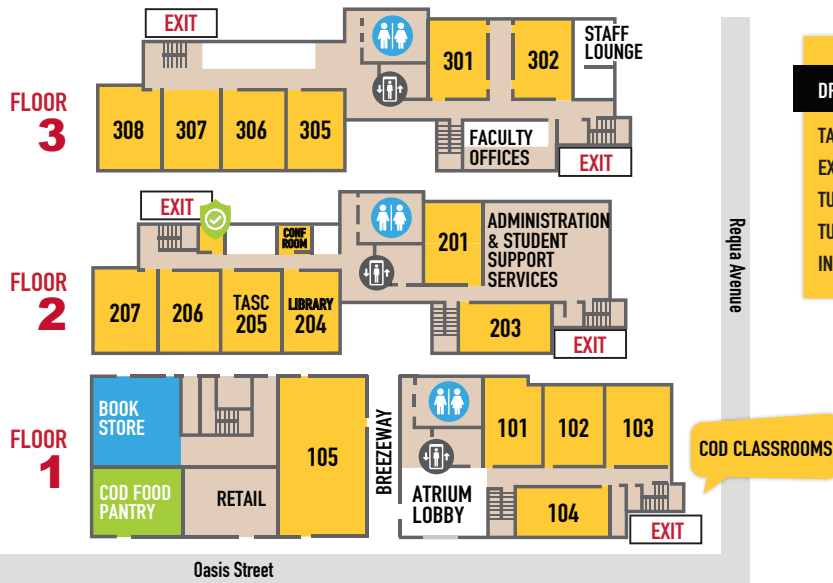 EXIT
FLOOR
3
301
302
STAFF
LOUNGE
308
307
306
305
FACULTY
OFFICES
EXIT
FLOOR
2
EXIT
CONF
ROOM
201
ADMINISTRATION
& STUDENT
SUPPORT
SERVICES
207
206
TASC
205
LIBRARY
204
203
EXIT
FLOOR
1
BOOK
STORE
COD FOOD
PANTRY
RETAIL
105
BREEZEWAY
ATRIUM
LOBBY
101
102
103
104
EXIT
Oasis Street
Requa Avenue
COD CLASSROOMS
TA
EX
TU
TU
IN